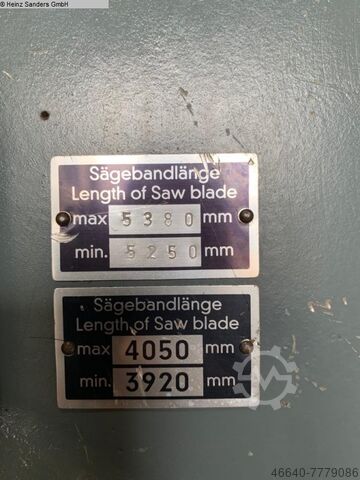 © Heinz Sanders GmbH
Sägebandlänge
Length of Saw blade
max 5380 mm
min. 5250 mm
Sägebandlänge
Length of Saw blade
max 4050 mm
min. 3920 mm
46640-7779086